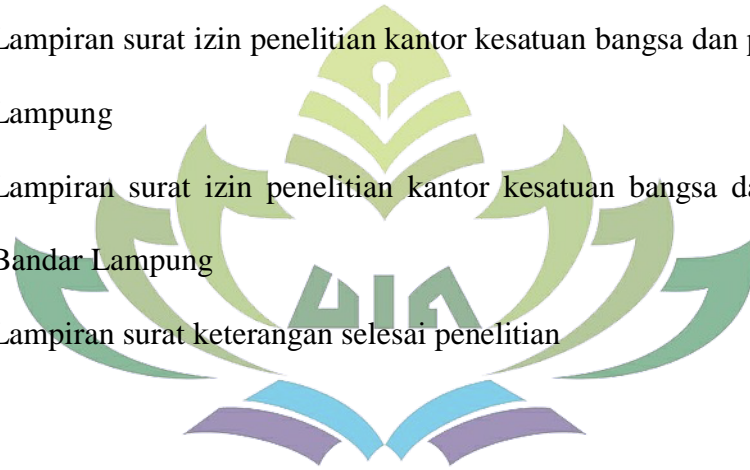 Lampiran surat izin penelitian kantor kesatuan bangsa dan
Lampung
Lampiran surat izin penelitian kantor kesatuan bangsa
Bandar Lampung
UIN
Lampiran surat keterangan selesai penelitian